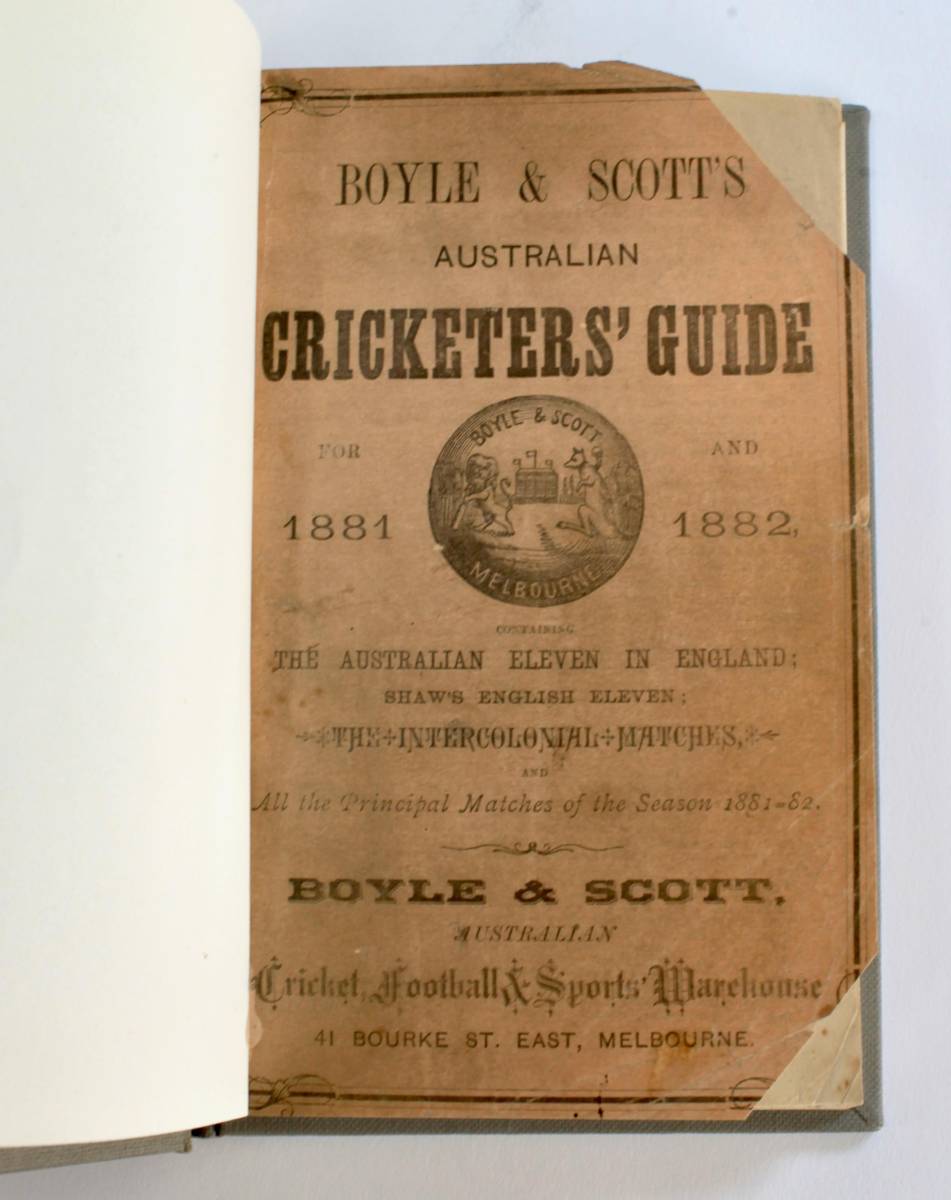 BOYLE & SCOTT'S
AUSTRALIAN
CRICKETERS' GUIDE
BOYLE & SCOTT
FOR
AND
1881
1882,
MELBOURNE
CONTAINING
THE AUSTRALIAN ELEVEN IN ENGLAND;
SHAW'S ENGLISH ELEVEN;
THE INTERCOLONIAL MATCHES,
AND
All the Principal Matches of the Season 1881-82.
BOYLE & SCOTT,
AUSTRALIAN
Cricket, Football & Sports' Warehouse
41 BOURKE ST. EAST, MELBOURNE.